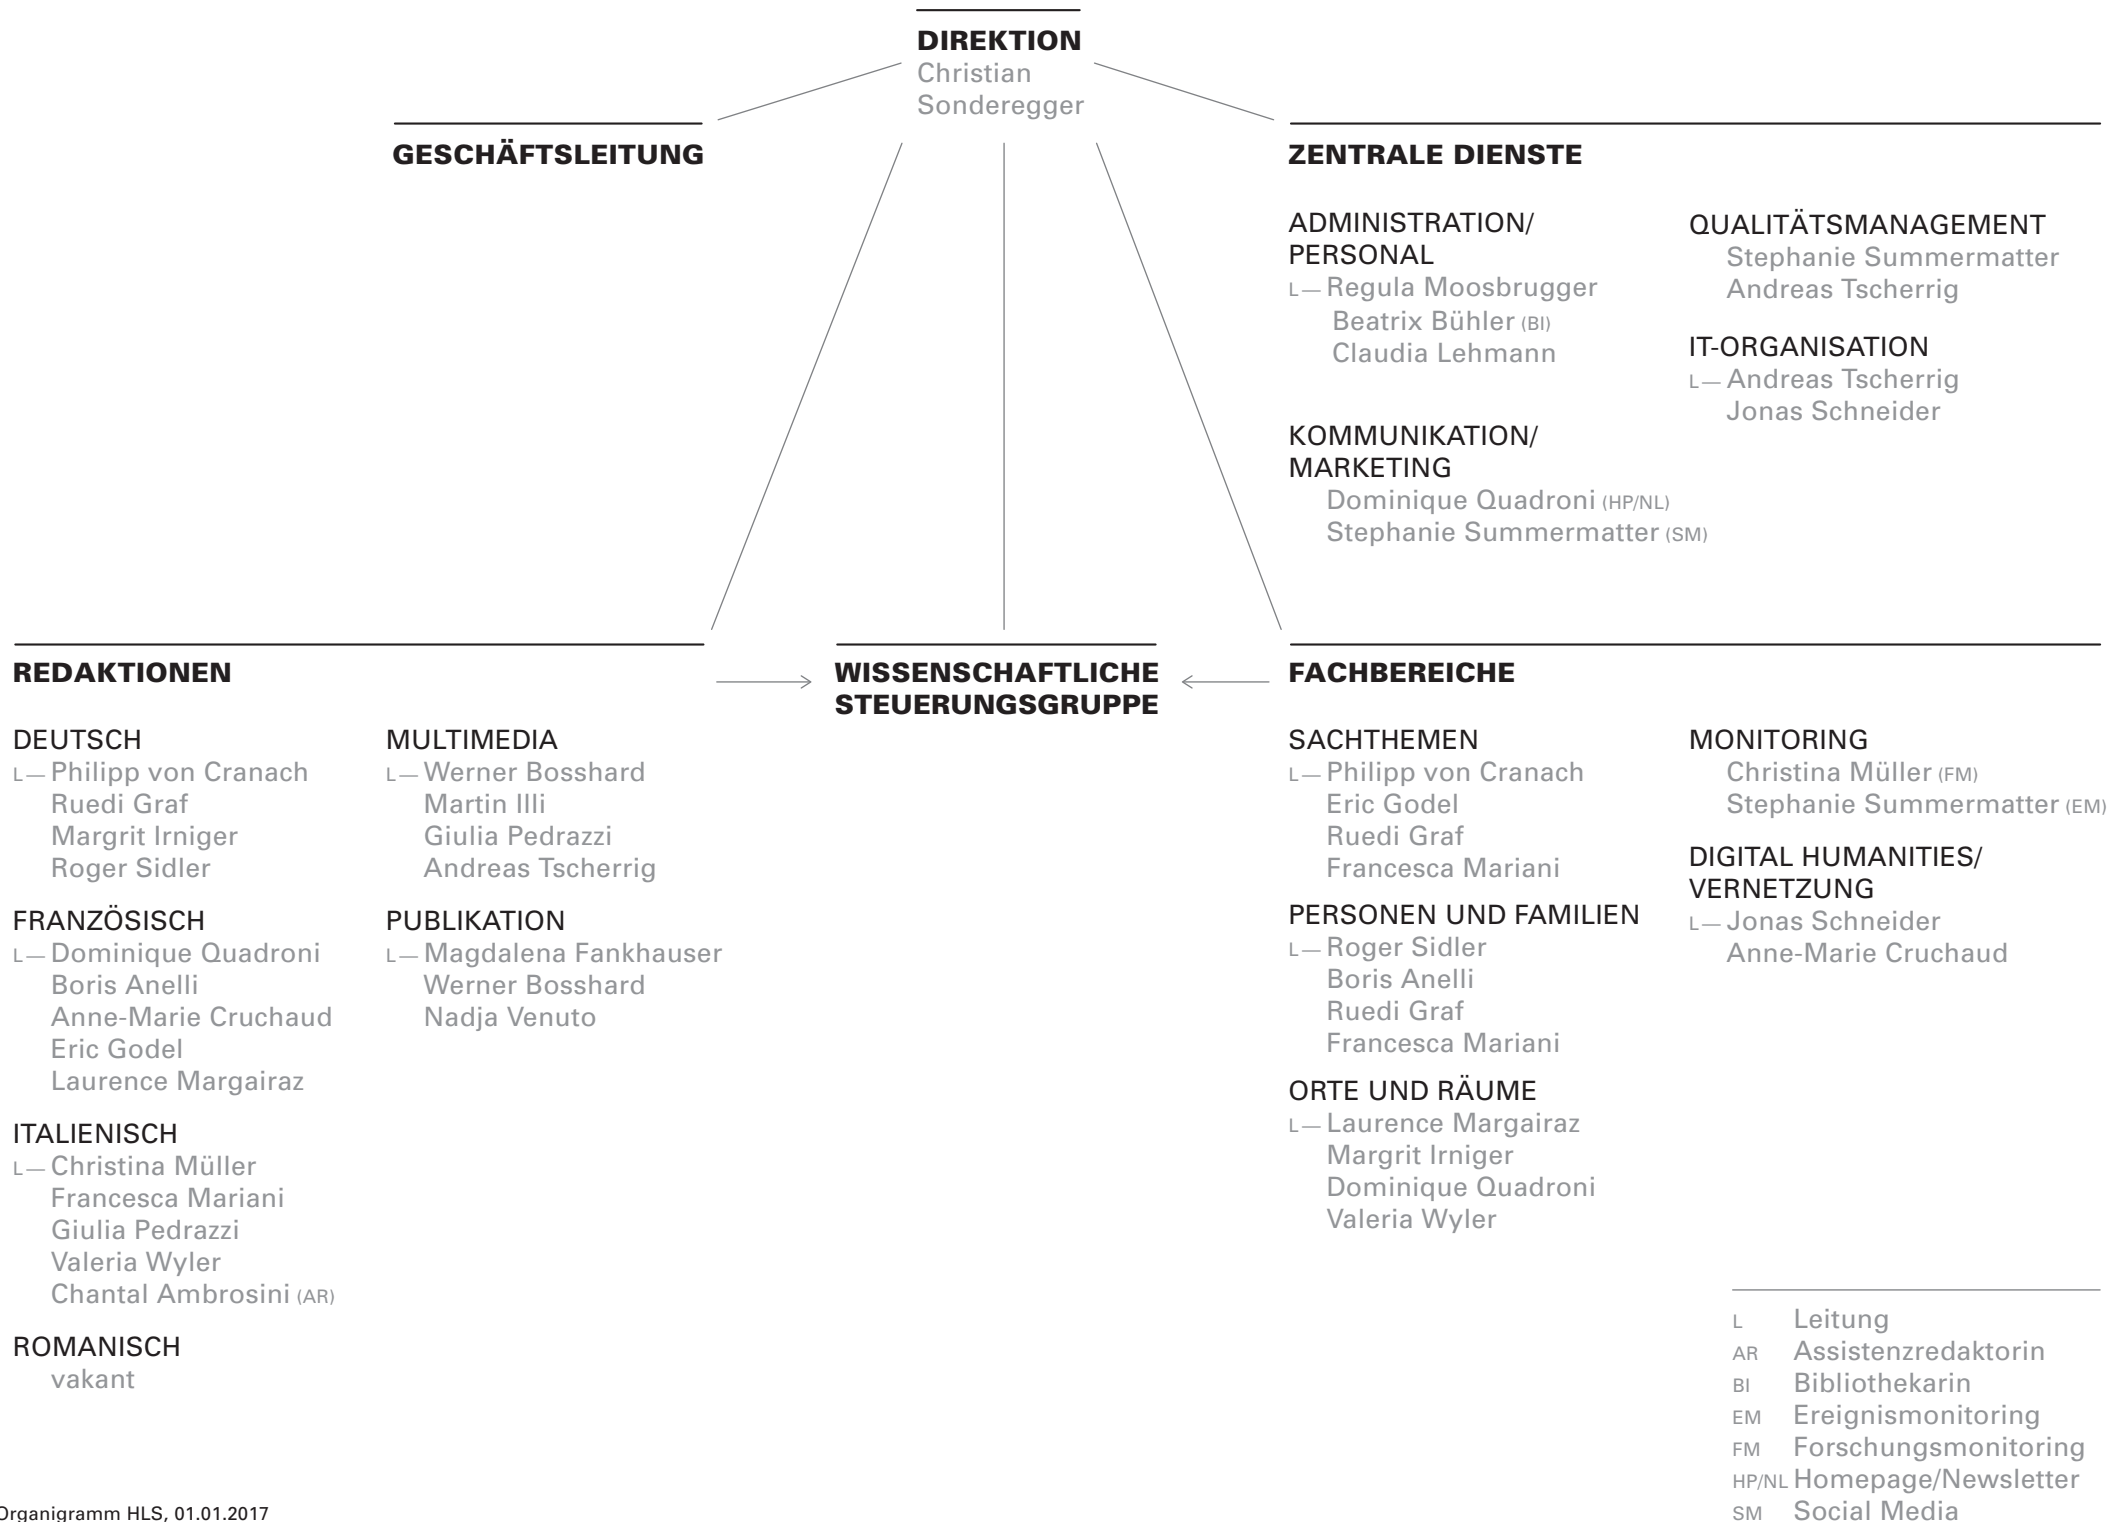 DIREKTION
Christian
Sonderegger
GESCHÄFTSLEITUNG
ZENTRALE DIENSTE
ADMINISTRATION/
PERSONAL
L— Regula Moosbrugger
Beatrix Bühler (BI)
Claudia Lehmann
KOMMUNIKATION/
MARKETING
Dominique Quadroni (HP/NL)
Stephanie Summermatter (SM)
QUALITÄTSMANAGEMENT
Stephanie Summermatter
Andreas Tscherrig
IT-ORGANISATION
L— Andreas Tscherrig
Jonas Schneider
REDAKTIONEN
DEUTSCH
L— Philipp von Cranach
Ruedi Graf
Margrit Irniger
Roger Sidler
FRANZÖSISCH
L— Dominique Quadroni
Boris Anelli
Anne-Marie Cruchaud
Eric Godel
Laurence Margairaz
ITALIENISCH
L— Christina Müller
Francesca Mariani
Giulia Pedrazzi
Valeria Wyler
Chantal Ambrosini (AR)
ROMANISCH
vakant
MULTIMEDIA
L— Werner Bosshard
Martin Illi
Giulia Pedrazzi
Andreas Tscherrig
PUBLIKATION
L— Magdalena Fankhauser
Werner Bosshard
Nadja Venuto
WISSENSCHAFTLICHE
STEUERUNGSGRUPPE
FACHBEREICHE
SACHTHEMEN
L— Philipp von Cranach
Eric Godel
Ruedi Graf
Francesca Mariani
PERSONEN UND FAMILIEN
L— Roger Sidler
Boris Anelli
Ruedi Graf
Francesca Mariani
ORTE UND RÄUME
L— Laurence Margairaz
Margrit Irniger
Dominique Quadroni
Valeria Wyler
MONITORING
Christina Müller (FM)
Stephanie Summermatter (EM)
DIGITAL HUMANITIES/
VERNETZUNG
L— Jonas Schneider
Anne-Marie Cruchaud
L Leitung
AR Assistenzredaktorin
BI Bibliothekarin
EM Ereignismonitoring
FM Forschungsmonitoring
HP/NL Homepage/Newsletter
SM Social Media
Organigramm HLS, 01.01.2017